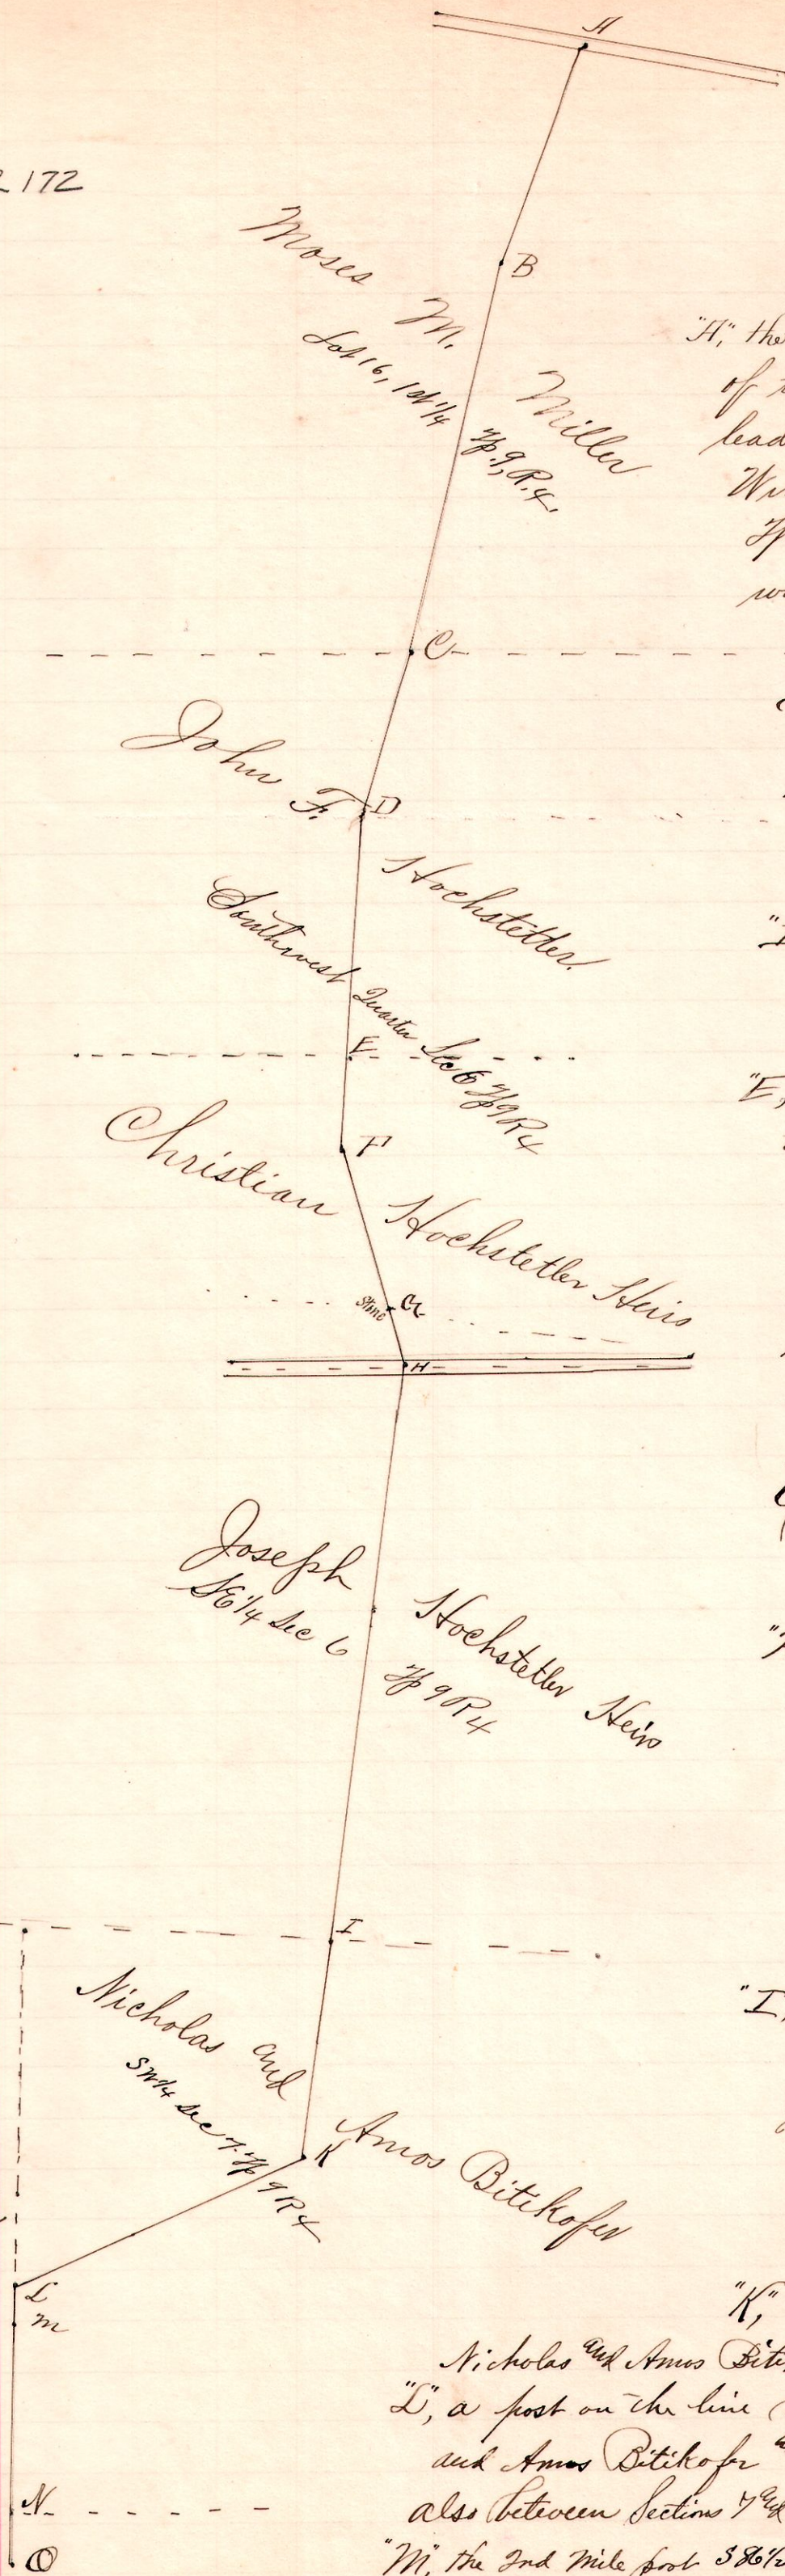 A
172
B
Moses M. Miller
Lot 16, 1st 1/4 Tp. 9, R. 4.
"A", the
of
lead
C
John F. Hochstetler
D
Southwest Quarter Sec 6 Tp 9 R 4
E
"E,
F
Christian Hochstetler Heirs
Stone G
H
Joseph Hochstetler Heirs
SE 1/4 Sec 6 Tp 9 R 4
I
"I,
Nicholas and Amos Bitikofer
Sec 7. Tp 9 R 4
K
L
M
"K,"
Nicholas and Amos
"L", a post on the line
and Amos Bitikofer
also between Sections 7 and
"M", the 2nd mile post S 86 1/2
N
O